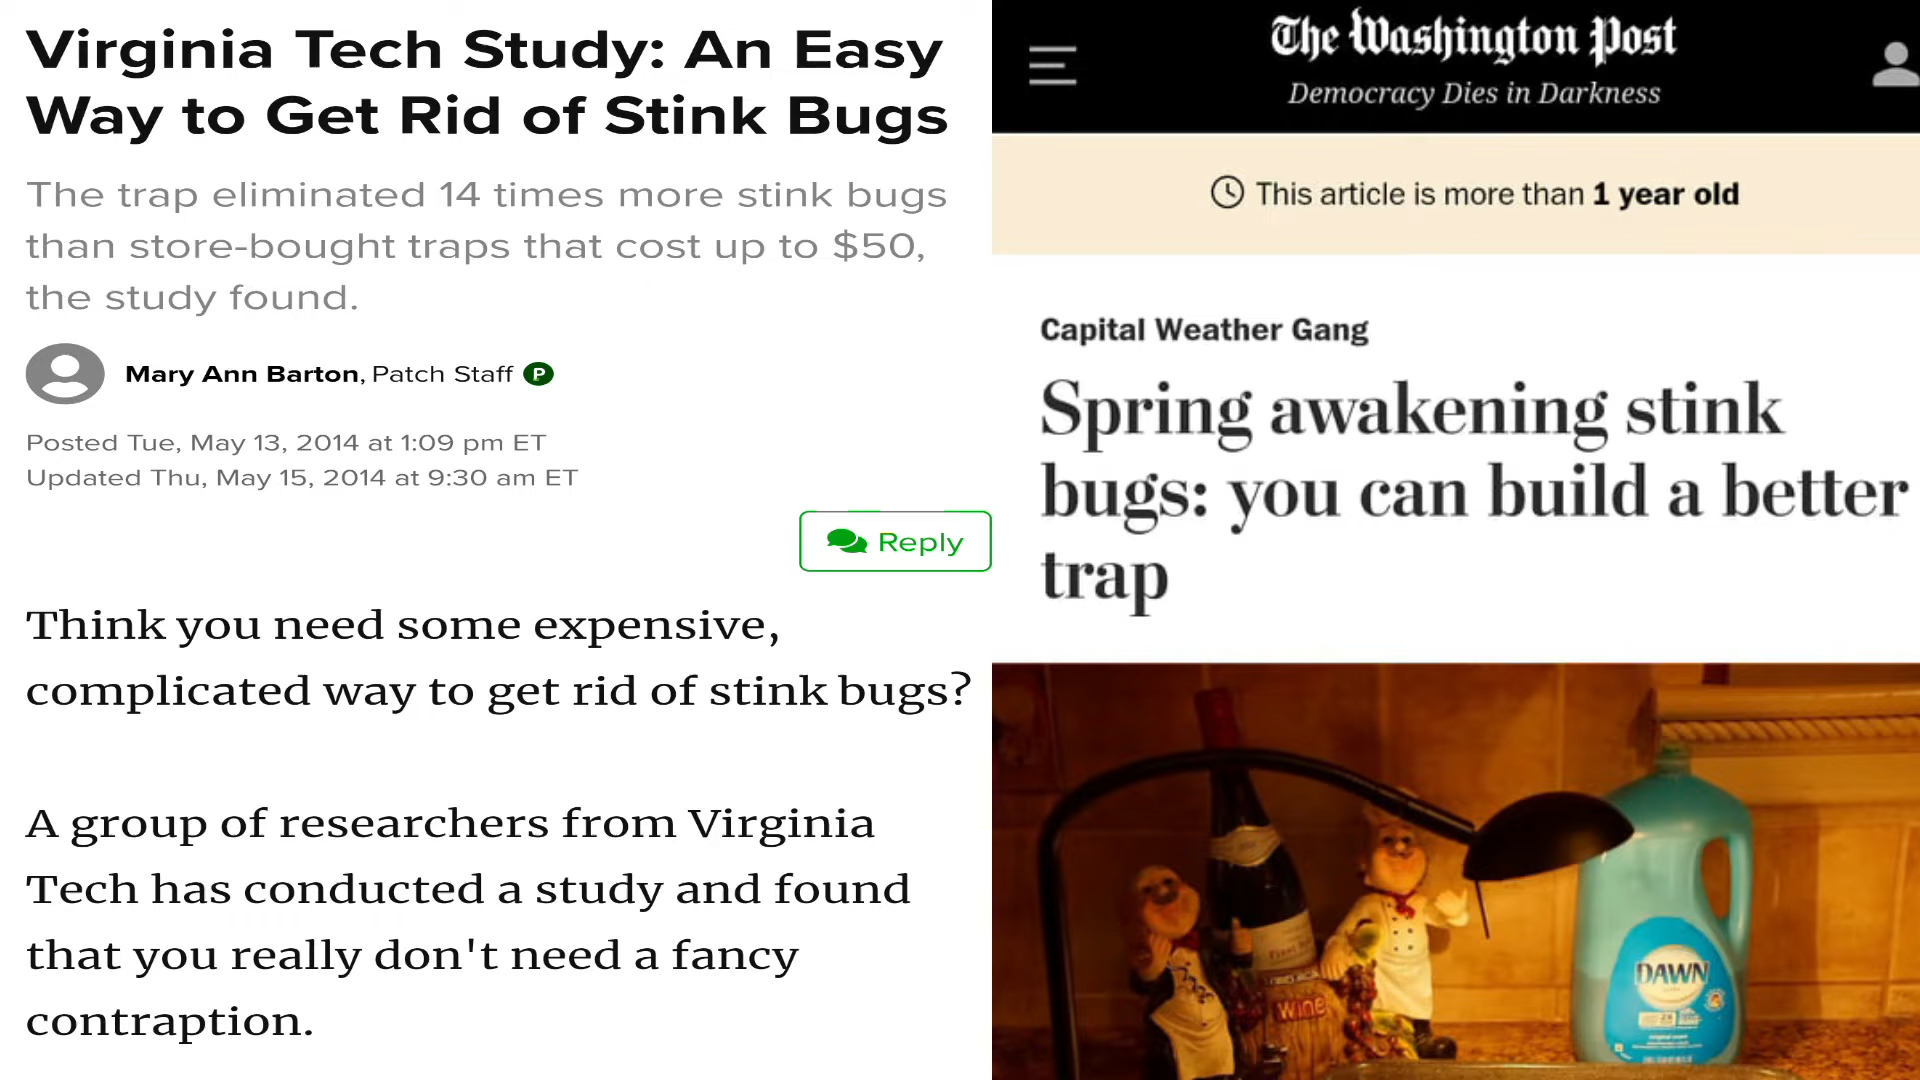 Virginia Tech Study: An Easy
Way to Get Rid of Stink Bugs
The trap eliminated 14 times more stink bugs
than store-bought traps that cost up to $50,
the study found.
Mary Ann Barton, Patch Staff P
Posted Tue, May 13, 2014 at 1:09 pm ET
Updated Thu, May 15, 2014 at 9:30 am ET
Reply
Think you need some expensive,
complicated way to get rid of stink bugs?
A group of researchers from Virginia
Tech has conducted a study and found
that you really don't need a fancy
contraption.
The Washington Post
Democracy Dies in Darkness
This article is more than 1 year old
Capital Weather Gang
Spring awakening stink
bugs: you can build a better
trap
wine
DAWN